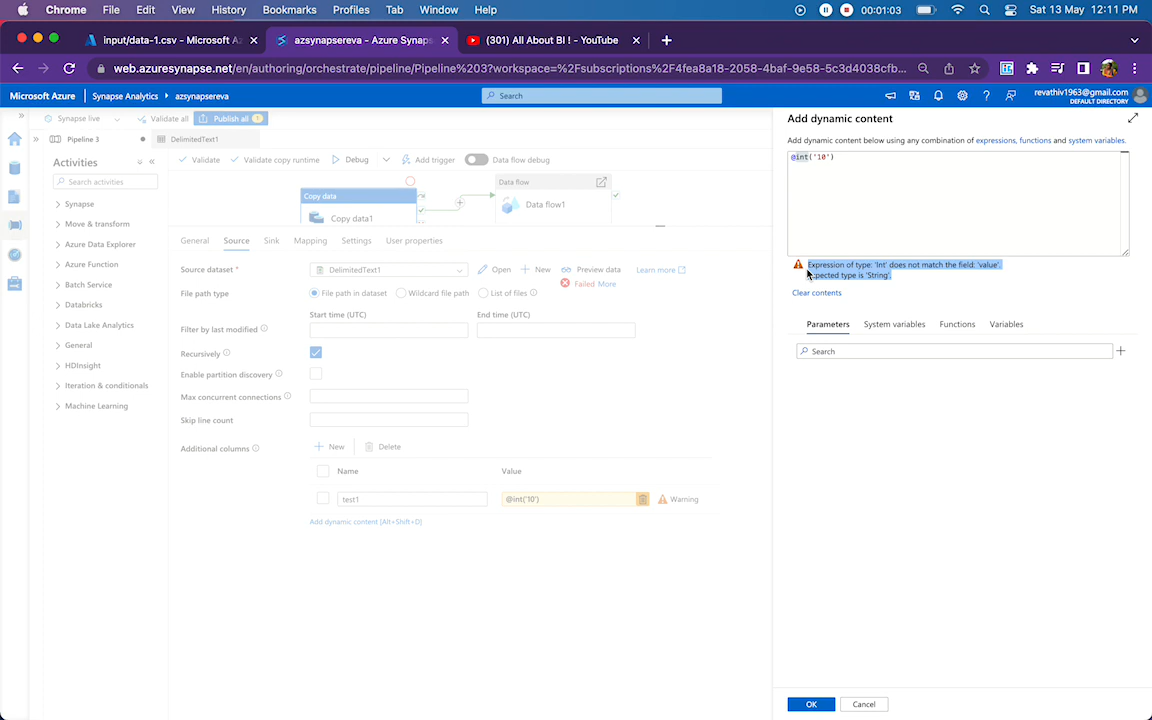 Chrome File Edit View History Bookmarks Profiles Tab Window Help 00:01:03 Sat 13 May 12:11 PM
input/data-1.csv - Microsoft Az azsynapsereva - Azure Synaps (301) All About BI ! - YouTube
web.azuresynapse.net/en/authoring/orchestrate/pipeline/Pipeline%203?workspace=%2Fsubscriptions%2F4fea8a18-2058-4baf-9e58-5c3d4038cfb...
Microsoft Azure Synapse Analytics azsynapsereva Search revathiv1963@gmail.com
DEFAULT DIRECTORY
Synapse live Validate all Publish all 1
Pipeline 3 DelimitedText1
Activities
Search activities
Synapse
Move & transform
Azure Data Explorer
Azure Function
Batch Service
Databricks
Data Lake Analytics
General
HDInsight
Iteration & conditionals
Machine Learning
Validate Validate copy runtime Debug Add trigger Data flow debug
Copy data
Copy data1
Data flow
Data flow1
General Source Sink Mapping Settings User properties
Source dataset * DelimitedText1 Open New Preview data Learn more
Failed More
File path type File path in dataset Wildcard file path List of files
Start time (UTC) End time (UTC)
Filter by last modified
Recursively
Enable partition discovery
Max concurrent connections
Skip line count
Additional columns New Delete
Name Value
test1 @int('10') Warning
Add dynamic content [Alt+Shift+D]
Add dynamic content
Add dynamic content below using any combination of expressions, functions and system variables.
@int('10')
Expression of type: 'Int' does not match the field: 'value'.
pected type is 'String'.
Clear contents
Parameters System variables Functions Variables
Search
OK Cancel